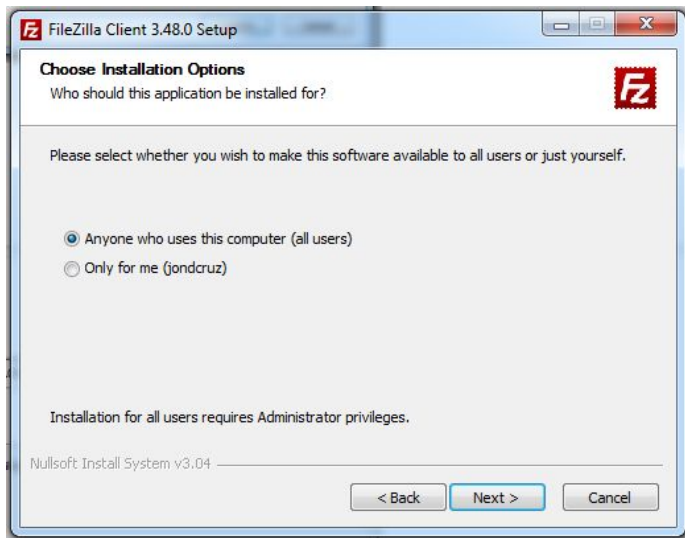 FileZilla Client 3.48.0 Setup
Choose Installation Options
Who should this application be installed for?
Fz
Please select whether you wish to make this software available to all users or just yourself.
Anyone who uses this computer (all users)
Only for me (jondcruz)
Installation for all users requires Administrator privileges.
Nullsoft Install System v3.04
< Back
Next >
Cancel